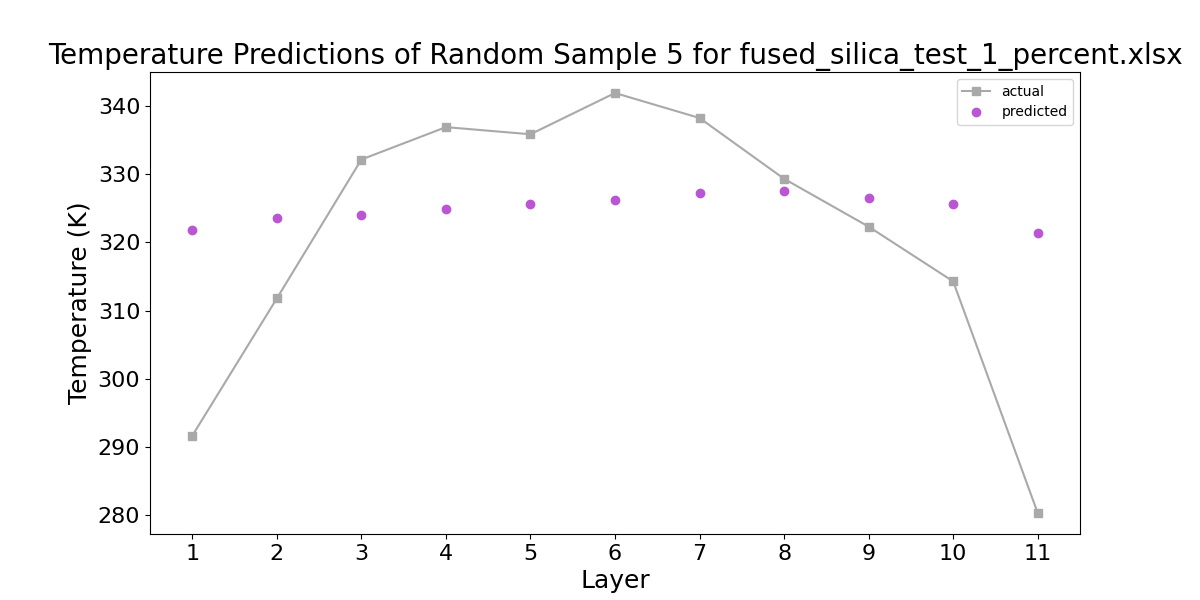 Temperature Predictions of Random Sample 5 for fused_silica_test_1_percent.xlsx
actual
predicted
Temperature (K)
340
330
320
310
300
290
280
1 2 3 4 5 6 7 8 9 10 11
Layer